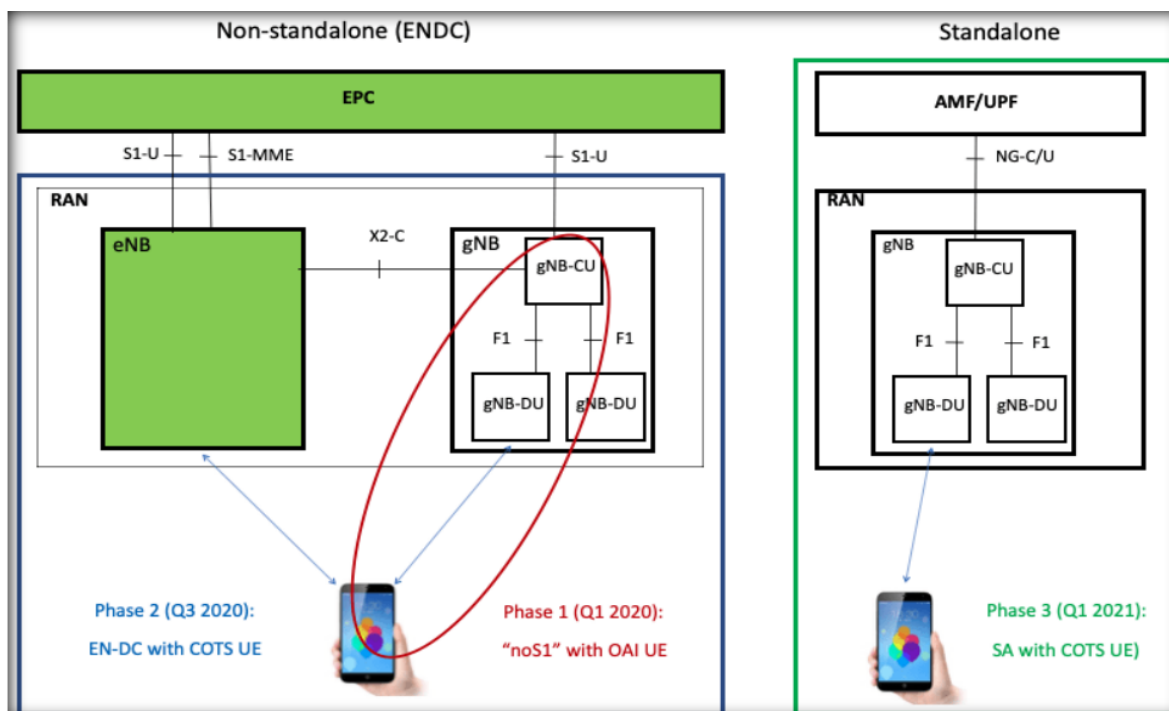 Non-standalone (ENDC)
Standalone
EPC
AMF/UPF
S1-U
S1-MME
S1-U
NG-C/U
RAN
RAN
eNB
X2-C
gNB
gNB
gNB-CU
gNB-CU
F1
F1
F1
F1
gNB-DU
gNB-DU
gNB-DU
gNB-DU
Phase 2 (Q3 2020):
EN-DC with COTS UE
Phase 1 (Q1 2020):
“noS1” with OAI UE
Phase 3 (Q1 2021):
SA with COTS UE)